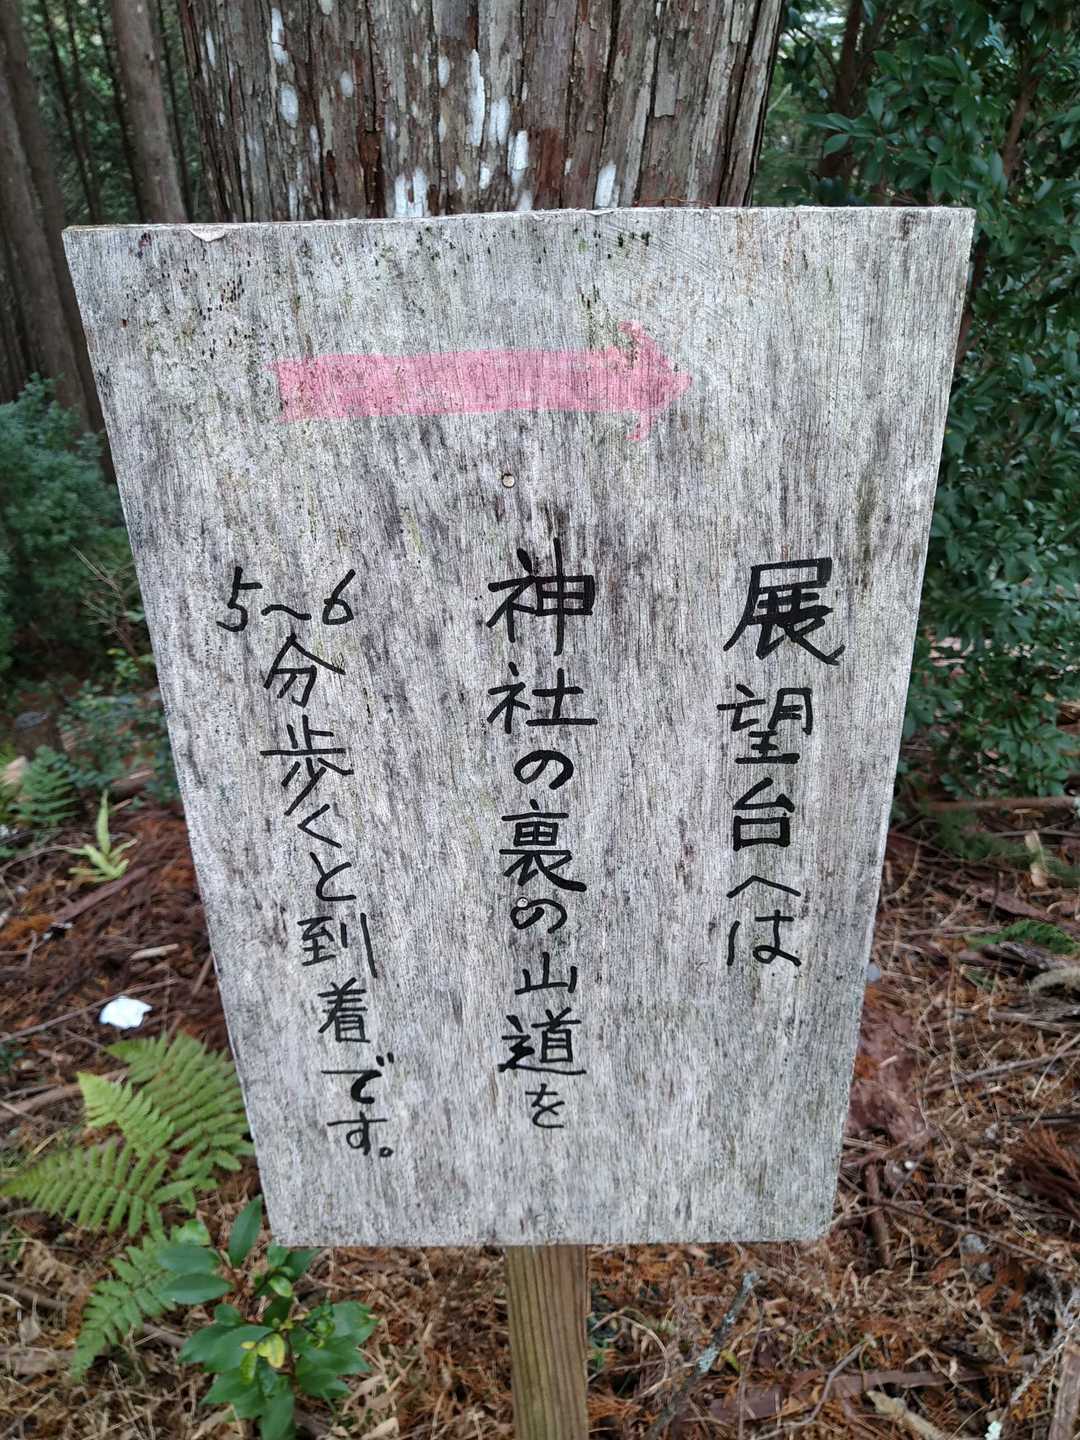 展望台へは
神社の裏の山道を
5～6分歩くと到着です。